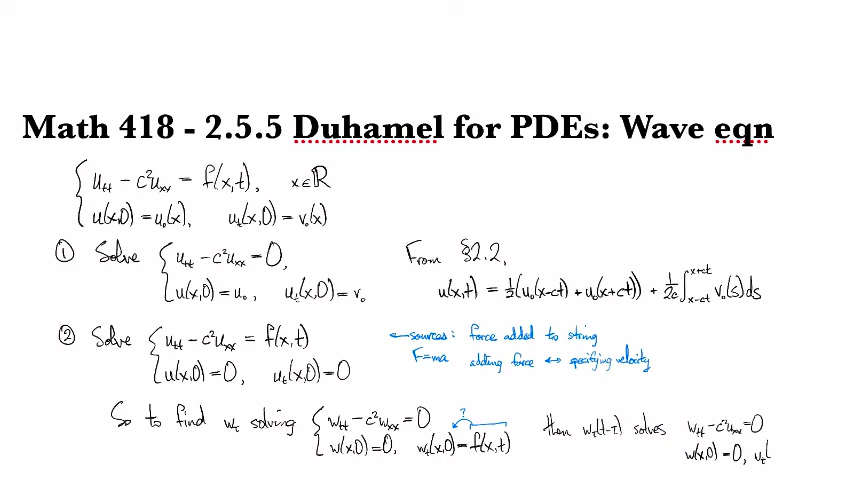 Math 418 - 2.5.5 Duhamel for PDEs: Wave eqn
u_tt - c²u_xx = f(x,t), x∈ℝ
u(x,0) = u₀(x), u_t(x,0) = v₀(x)
① Solve { u_tt - c²u_xx = 0,
u(x,0) = u₀, u_t(x,0) = v₀
From §2.2,
u(x,t) = ½(u₀(x-ct) + u₀(x+ct)) + 1/2c ∫_{x-ct}^{x+ct} v₀(s)ds
② Solve { u_tt - c²u_xx = f(x,t)
u(x,0) = 0, u_t(x,0) = 0
← sources: force added to string
F=ma adding force ↔ specifying velocity
So to find w_τ solving { w_tt - c²w_xx = 0
w(x,0) = 0, w_t(x,0) = f(x,τ)
?
then w_τ(t-τ) solves w_tt - c²w_xx = 0
w(x,0) = 0, u_t(